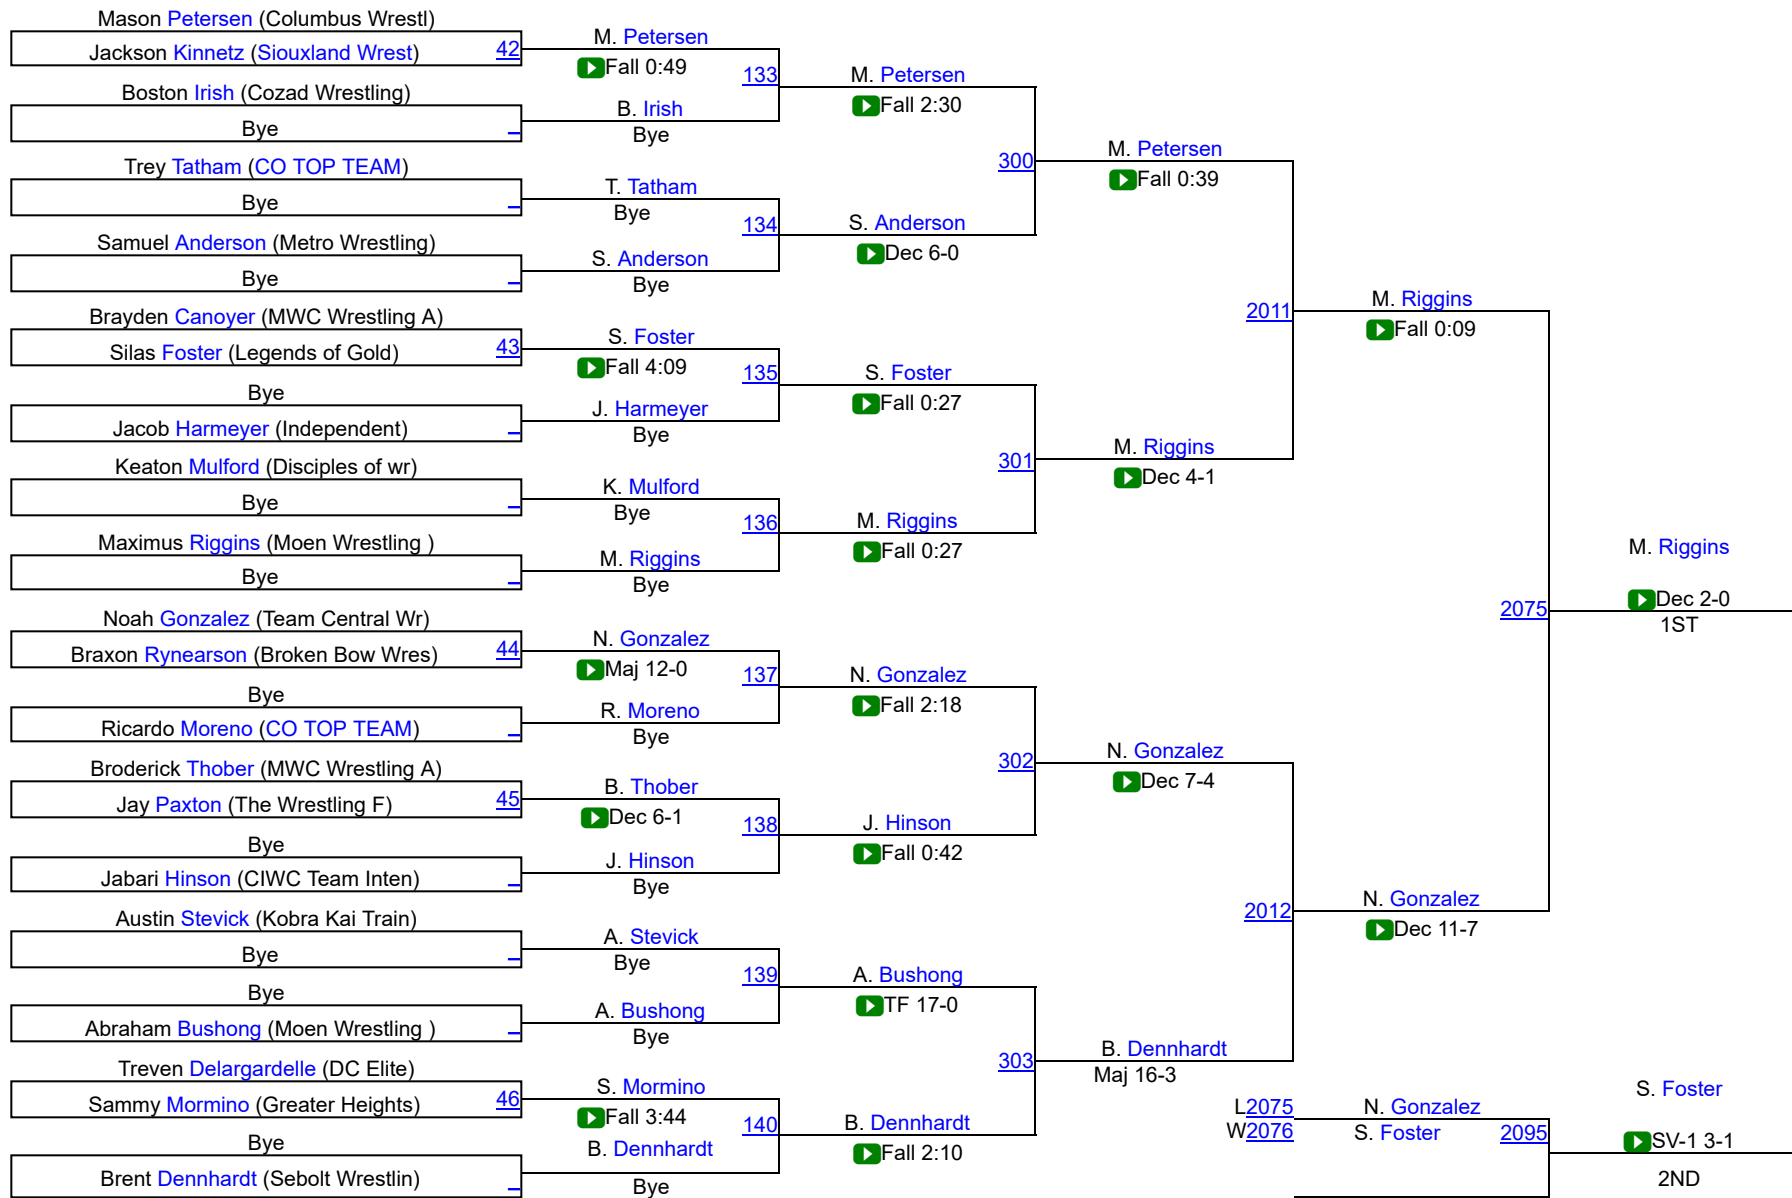 Mason Petersen (Columbus Wrestl)
Jackson Kinnetz (Siouxland Wrest) 42
Boston Irish (Cozad Wrestling)
Bye
Trey Tatham (CO TOP TEAM)
Bye
Samuel Anderson (Metro Wrestling)
Bye
Brayden Canoyer (MWC Wrestling A)
Silas Foster (Legends of Gold) 43
Bye
Jacob Harmeyer (Independent)
Keaton Mulford (Disciples of wr)
Bye
Maximus Riggins (Moen Wrestling )
Bye
Noah Gonzalez (Team Central Wr)
Braxon Rynearson (Broken Bow Wres) 44
Bye
Ricardo Moreno (CO TOP TEAM)
Broderick Thober (MWC Wrestling A)
Jay Paxton (The Wrestling F) 45
Bye
Jabari Hinson (CIWC Team Inten)
Austin Stevick (Kobra Kai Train)
Bye
Bye
Abraham Bushong (Moen Wrestling )
Treven Delargardelle (DC Elite)
Sammy Mormino (Greater Heights) 46
Bye
Brent Dennhardt (Sebolt Wrestlin)
M. Petersen
Fall 0:49
133
B. Irish
Bye
T. Tatham
Bye
134
S. Anderson
Bye
S. Foster
Fall 4:09
135
J. Harmeyer
Bye
K. Mulford
Bye
136
M. Riggins
Bye
N. Gonzalez
Maj 12-0
137
R. Moreno
Bye
B. Thober
Dec 6-1
138
J. Hinson
Bye
A. Stevick
Bye
139
A. Bushong
Bye
S. Mormino
Fall 3:44
140
B. Dennhardt
Bye
M. Petersen
Fall 2:30
300
S. Anderson
Dec 6-0
S. Foster
Fall 0:27
301
M. Riggins
Fall 0:27
N. Gonzalez
Fall 2:18
302
J. Hinson
Fall 0:42
A. Bushong
TF 17-0
303
B. Dennhardt
Fall 2:10
M. Petersen
Fall 0:39
2011
M. Riggins
Dec 4-1
N. Gonzalez
Dec 7-4
2012
B. Dennhardt
Maj 16-3
M. Riggins
Fall 0:09
2075
N. Gonzalez
Dec 11-7
M. Riggins
Dec 2-0
1ST
L2075 N. Gonzalez
W2076 S. Foster 2095
S. Foster
SV-1 3-1
2ND